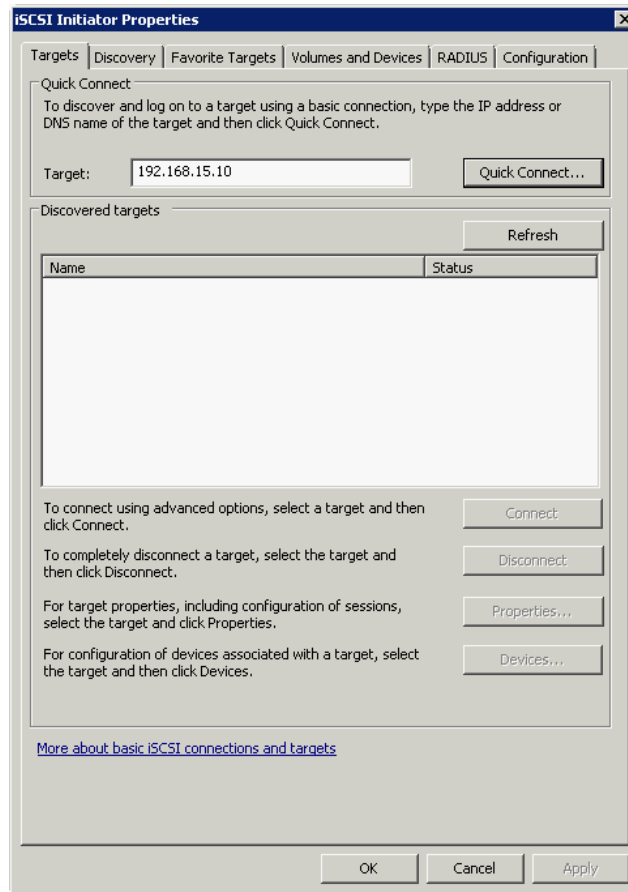 iSCSI Initiator Properties
Targets Discovery Favorite Targets Volumes and Devices RADIUS Configuration
Quick Connect
To discover and log on to a target using a basic connection, type the IP address or
DNS name of the target and then click Quick Connect.
Target: 192.168.15.10 Quick Connect...
Discovered targets
Refresh
Name Status
To connect using advanced options, select a target and then
click Connect.
Connect
To completely disconnect a target, select the target and
then click Disconnect.
Disconnect
For target properties, including configuration of sessions,
select the target and click Properties.
Properties...
For configuration of devices associated with a target, select
the target and then click Devices.
Devices...
More about basic iSCSI connections and targets
OK Cancel Apply